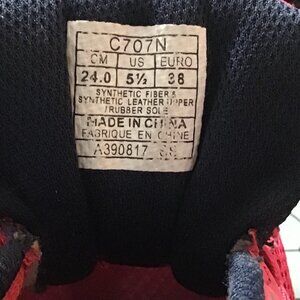 C707N
CM US EURO
24.0 5½ 38
SYNTHETIC FIBER &
SYNTHETIC LEATHER UPPER
/RUBBER SOLE
MADE IN CHINA
FABRIQUE EN CHINE
A390817